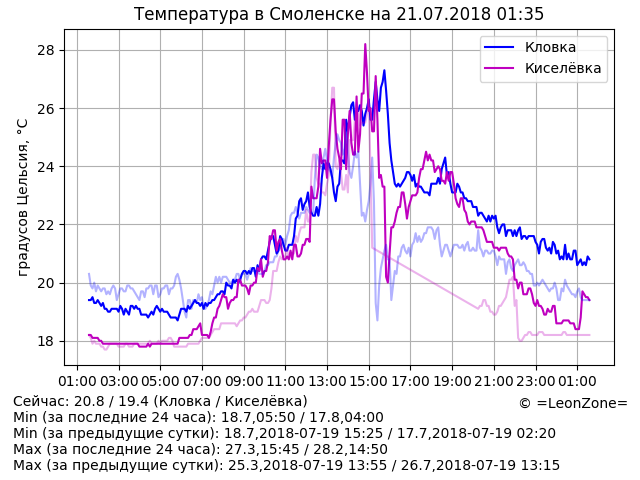 Температура в Смоленске на 21.07.2018 01:35
градусов Цельсия, °C
28
26
24
22
20
18
Кловка
Киселёвка
01:00 03:00 05:00 07:00 09:00 11:00 13:00 15:00 17:00 19:00 21:00 23:00 01:00
Сейчас: 20.8 / 19.4 (Кловка / Киселёвка)
© =LeonZone=
Min (за последние 24 часа): 18.7,05:50 / 17.8,04:00
Min (за предыдущие сутки): 18.7,2018-07-19 15:25 / 17.7,2018-07-19 02:20
Max (за последние 24 часа): 27.3,15:45 / 28.2,14:50
Max (за предыдущие сутки): 25.3,2018-07-19 13:55 / 26.7,2018-07-19 13:15